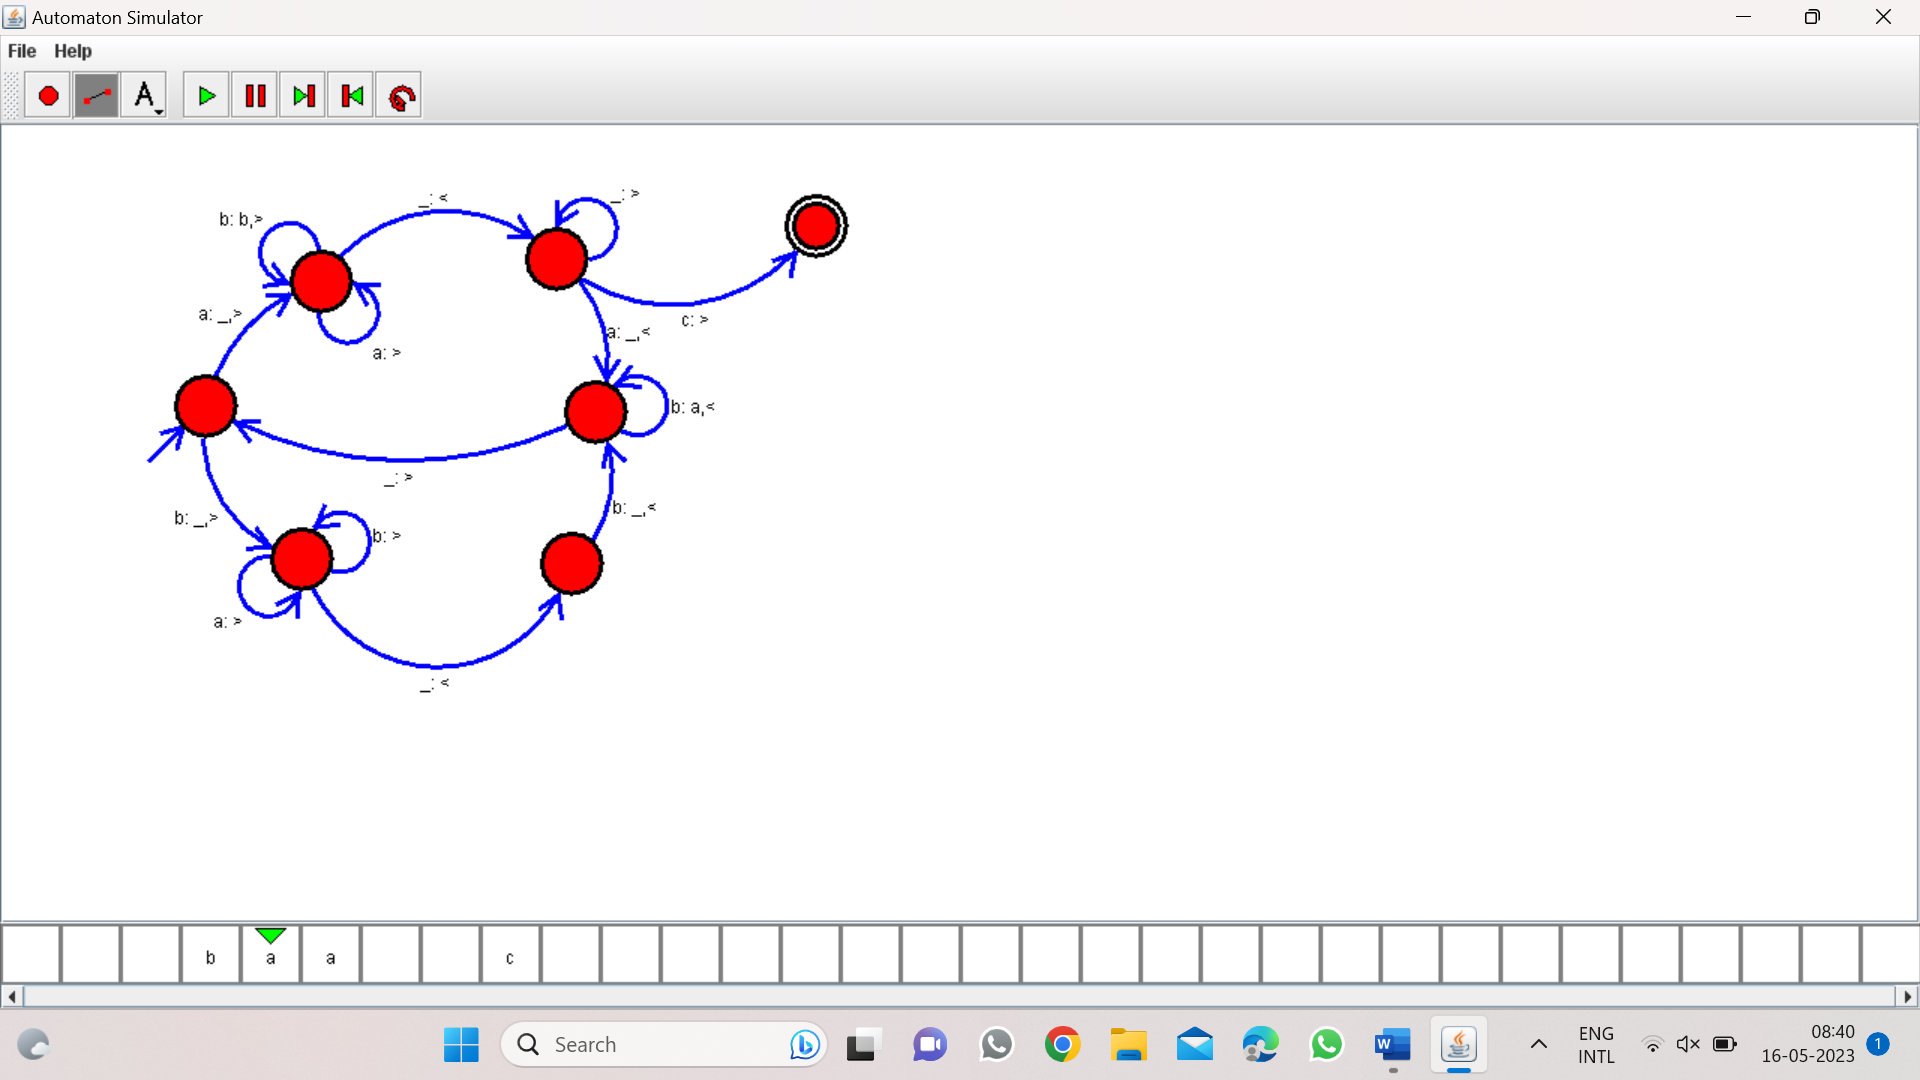 Automaton Simulator
File Help
A
_: <
_: >
b: b,>
a: _,>
c: >
a: _,<
a: >
b: a,<
_: >
b: _,<
b: _,>
b: >
a: >
_: <
b a a c
Search
W
ENG
INTL
08:40
16-05-2023
1